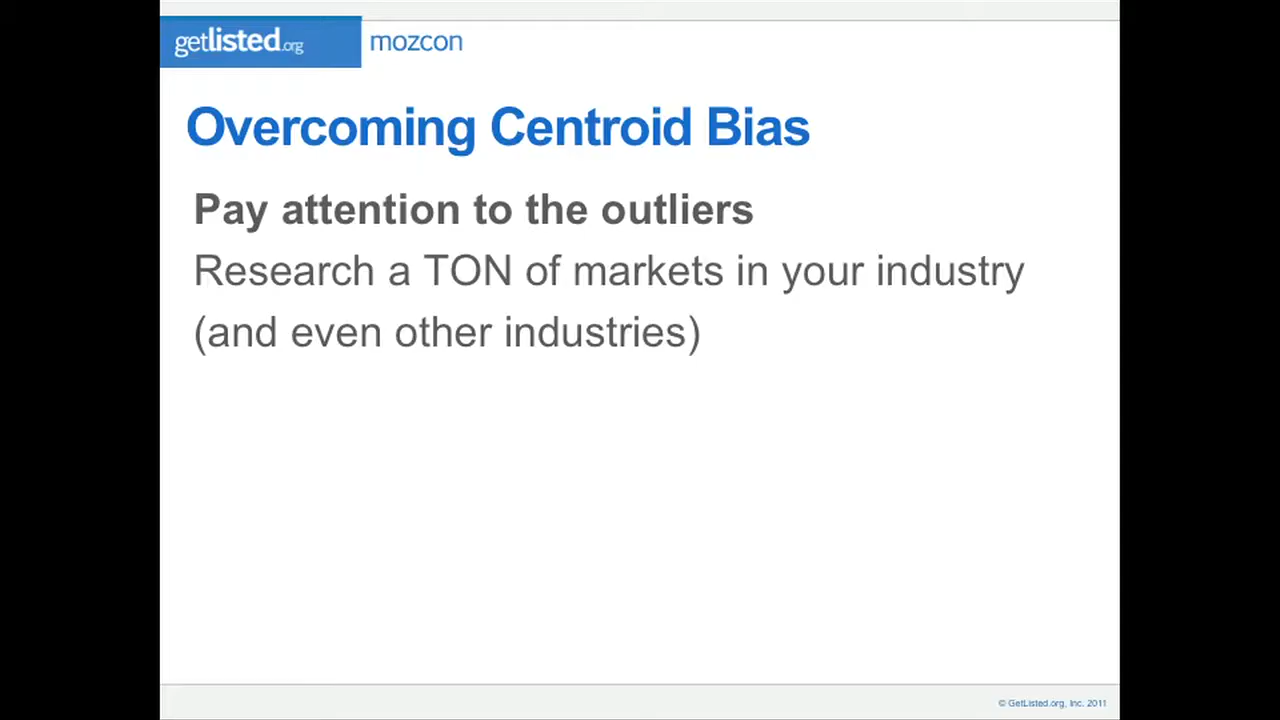 getlisted.org mozcon
Overcoming Centroid Bias
Pay attention to the outliers
Research a TON of markets in your industry
(and even other industries)
© GetListed.org, Inc. 2011